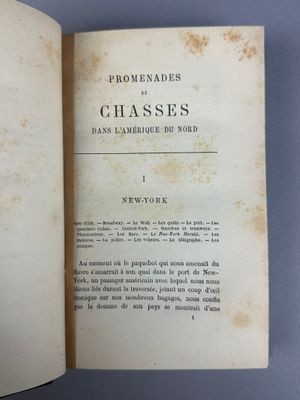 PROMENADES
ET
CHASSES
DANS L'AMÉRIQUE DU NORD
I
NEW-YORK
New-York. — Broadway. — Le Wall. — Les quais. — Le port. — Les
quartiers riches. — Central-Park. — Omnibus et tramways. —
Pharmaciens. — Les Bars. — Le New-York Herald. — Les
théâtres. — La police. — Les voleurs. — Le télégraphe. — Les
pompes.
Au moment où le paquebot qui nous amenait du
Havre s'amarrait à son quai dans le port de New-
York, un passager américain avec lequel nous nous
étions liés durant la traversée, jetant un coup d'œil
ironique sur nos nombreux bagages, nous confia
que la douane de son pays se montrait d'une
1